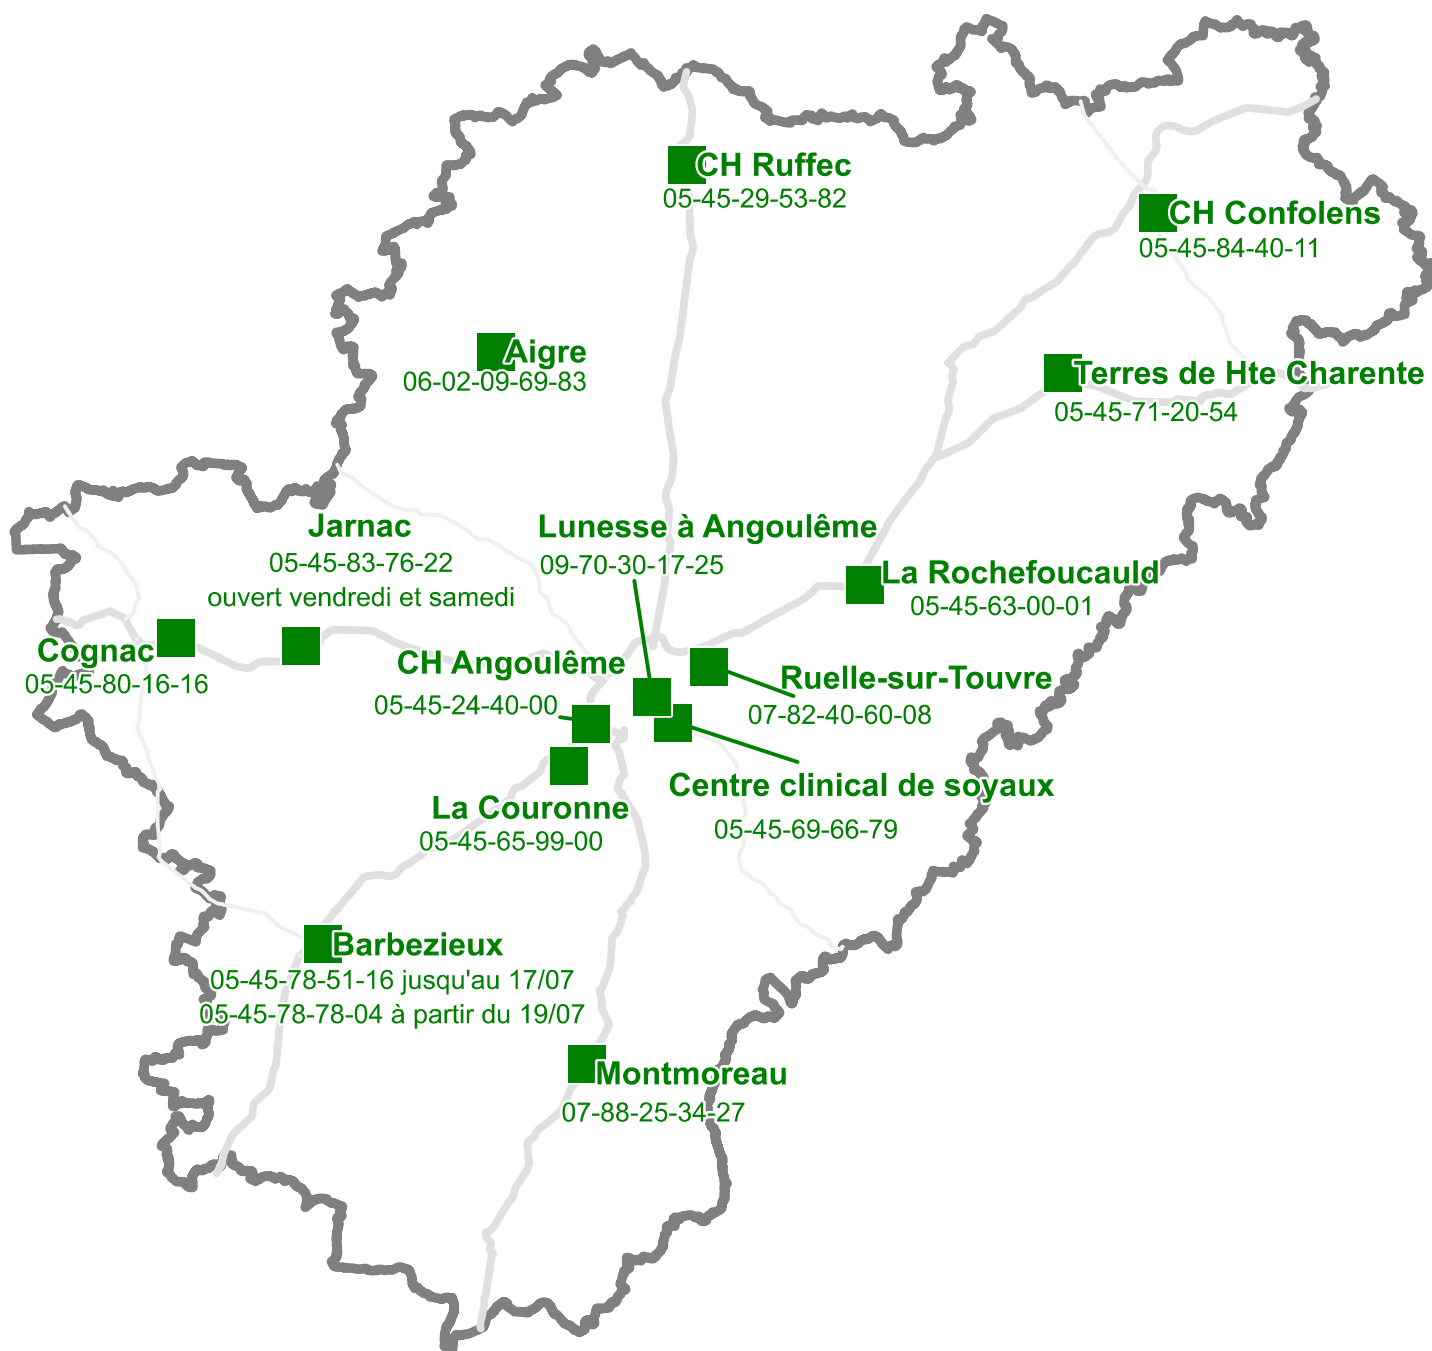 CH Ruffec
05-45-29-53-82
CH Confolens
05-45-84-40-11
Aigre
06-02-09-69-83
Terres de Hte Charente
05-45-71-20-54
Jarnac
05-45-83-76-22
ouvert vendredi et samedi
Lunesse à Angoulême
09-70-30-17-25
La Rochefoucauld
05-45-63-00-01
Cognac
05-45-80-16-16
CH Angoulême
05-45-24-40-00
Ruelle-sur-Touvre
07-82-40-60-08
La Couronne
05-45-65-99-00
Centre clinical de soyaux
05-45-69-66-79
Barbezieux
05-45-78-51-16 jusqu'au 17/07
05-45-78-78-04 à partir du 19/07
Montmoreau
07-88-25-34-27